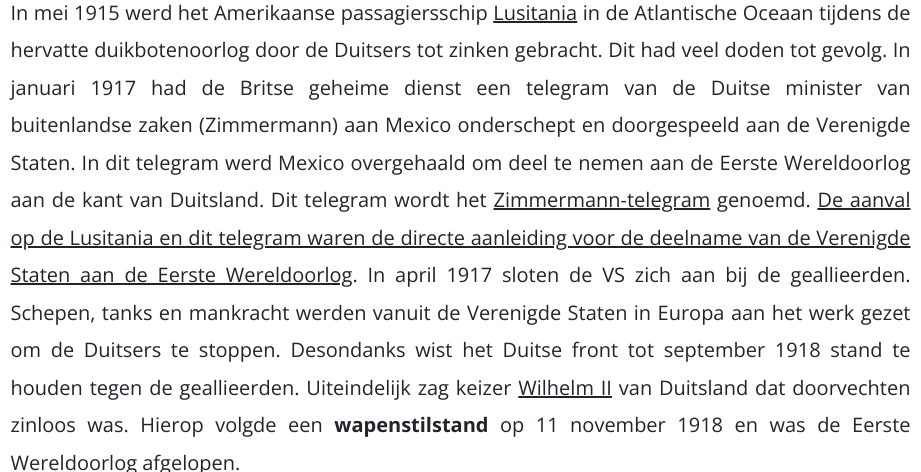 In mei 1915 werd het Amerikaanse passagiersschip Lusitania in de Atlantische Oceaan tijdens de
hervatte duikbotenoorlog door de Duitsers tot zinken gebracht. Dit had veel doden tot gevolg. In
januari 1917 had de Britse geheime dienst een telegram van de Duitse minister van
buitenlandse zaken (Zimmermann) aan Mexico onderschept en doorgespeeld aan de Verenigde
Staten. In dit telegram werd Mexico overgehaald om deel te nemen aan de Eerste Wereldoorlog
aan de kant van Duitsland. Dit telegram wordt het Zimmermann-telegram genoemd. De aanval
op de Lusitania en dit telegram waren de directe aanleiding voor de deelname van de Verenigde
Staten aan de Eerste Wereldoorlog. In april 1917 sloten de VS zich aan bij de geallieerden.
Schepen, tanks en mankracht werden vanuit de Verenigde Staten in Europa aan het werk gezet
om de Duitsers te stoppen. Desondanks wist het Duitse front tot september 1918 stand te
houden tegen de geallieerden. Uiteindelijk zag keizer Wilhelm II van Duitsland dat doorvechten
zinloos was. Hierop volgde een wapenstilstand op 11 november 1918 en was de Eerste
Wereldoorlog afgelopen.